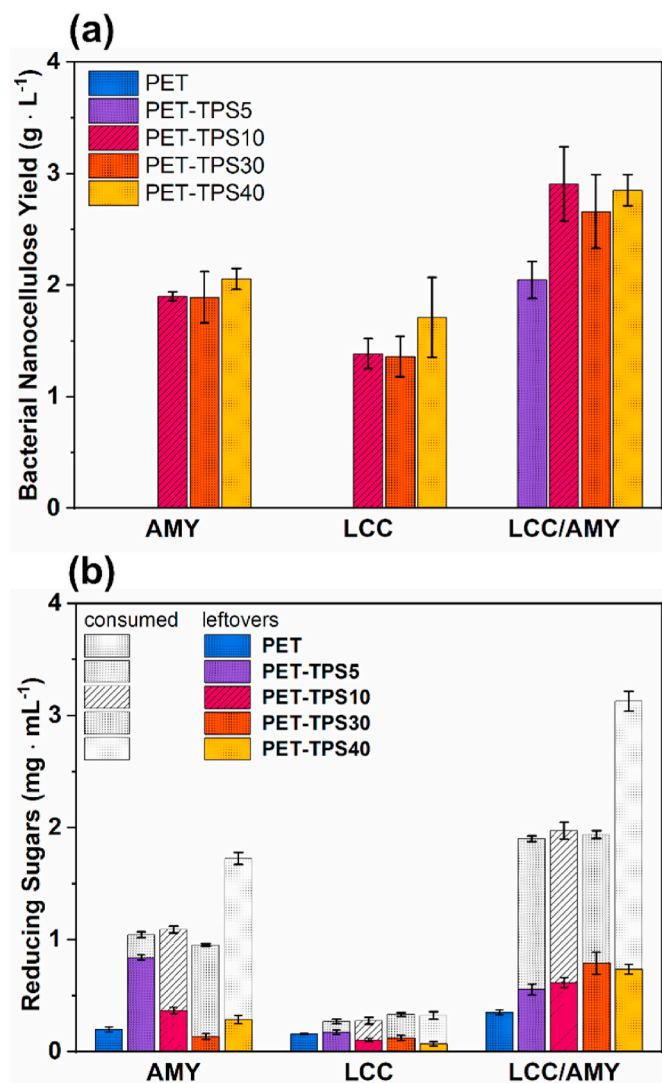 (a)
Bacterial Nanocellulose Yield (g · L⁻¹)
4
3
2
1
0
PET
PET-TPS5
PET-TPS10
PET-TPS30
PET-TPS40
AMY LCC LCC/AMY
(b)
Reducing Sugars (mg · mL⁻¹)
4
3
2
1
0
consumed leftovers
PET
PET-TPS5
PET-TPS10
PET-TPS30
PET-TPS40
AMY LCC LCC/AMY